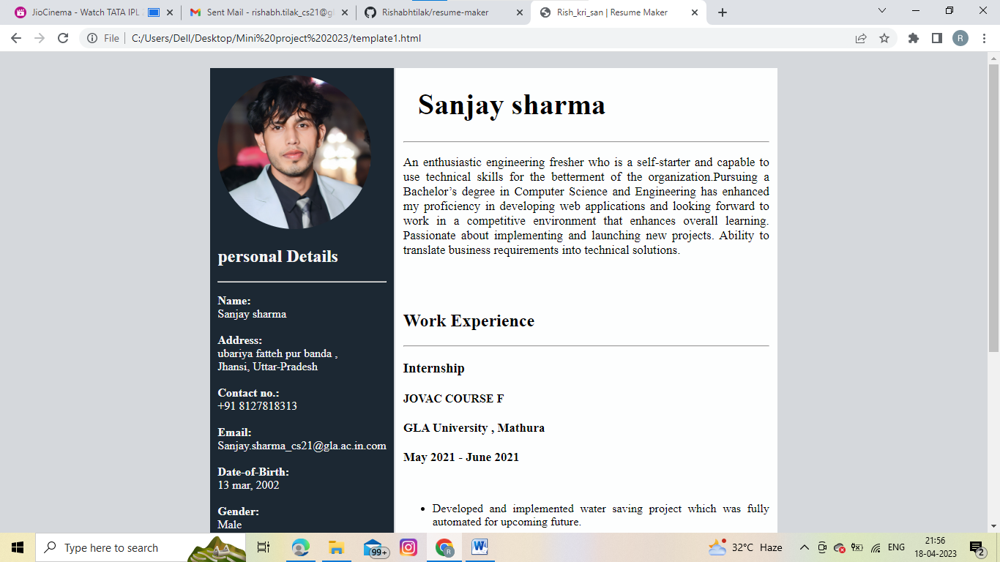 JioCinema - Watch TATA IPL
Sent Mail - rishabh.tilak_cs21@gl
Rishabhtilak/resume-maker
Rish_kri_san | Resume Maker
File
C:/Users/Dell/Desktop/Mini%20project%202023/template1.html
R
Sanjay sharma
An enthusiastic engineering fresher who is a self-starter and capable to
use technical skills for the betterment of the organization.Pursuing a
Bachelor’s degree in Computer Science and Engineering has enhanced
my proficiency in developing web applications and looking forward to
work in a competitive environment that enhances overall learning.
Passionate about implementing and launching new projects. Ability to
translate business requirements into technical solutions.
personal Details
Name:
Sanjay sharma
Address:
ubariya fatteh pur banda ,
Jhansi, Uttar-Pradesh
Contact no.:
+91 8127818313
Email:
Sanjay.sharma_cs21@gla.ac.in.com
Date-of-Birth:
13 mar, 2002
Gender:
Male
Work Experience
Internship
JOVAC COURSE F
GLA University , Mathura
May 2021 - June 2021
Developed and implemented water saving project which was fully
automated for upcoming future.
Type here to search
99+
R
W
32°C Haze
ENG
21:56
18-04-2023
2